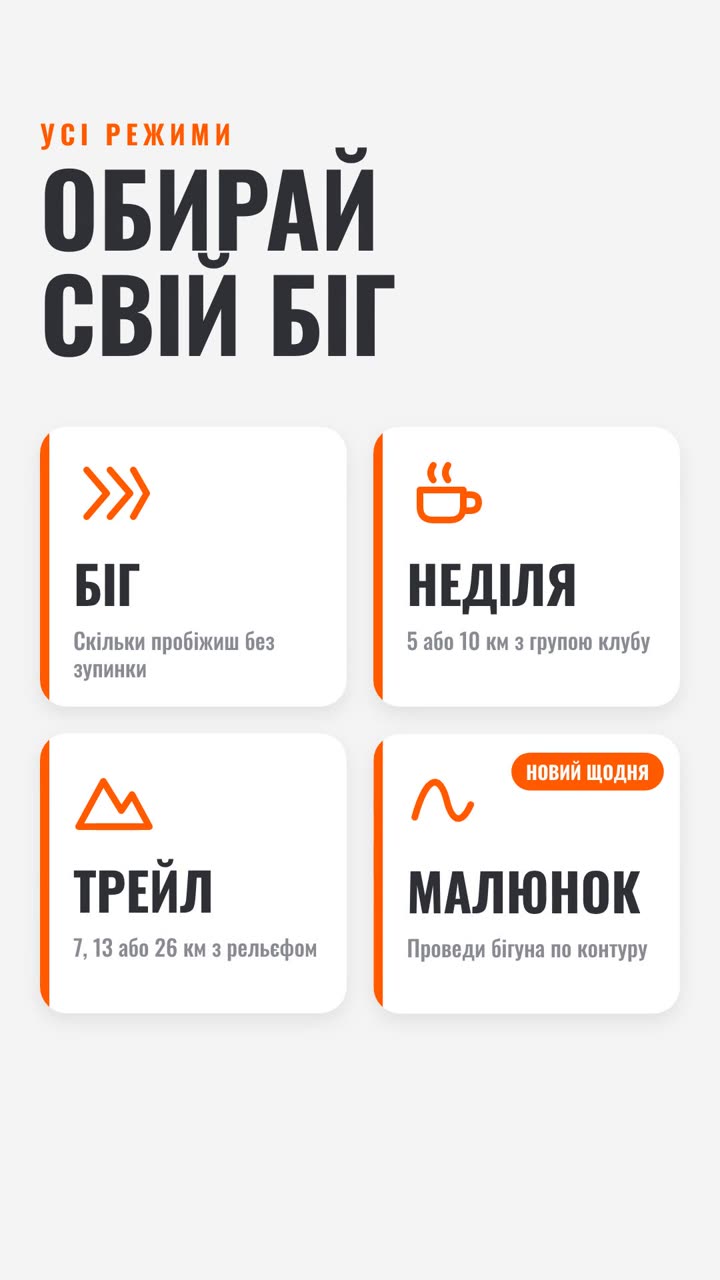 УСІ РЕЖИМИ
ОБИРАЙ
СВІЙ БІГ
БІГ
Скільки пробіжиш без
зупинки
НЕДІЛЯ
5 або 10 км з групою клубу
ТРЕЙЛ
7, 13 або 26 км з рельєфом
НОВИЙ ЩОДНЯ
МАЛЮНОК
Проведи бігуна по контуру